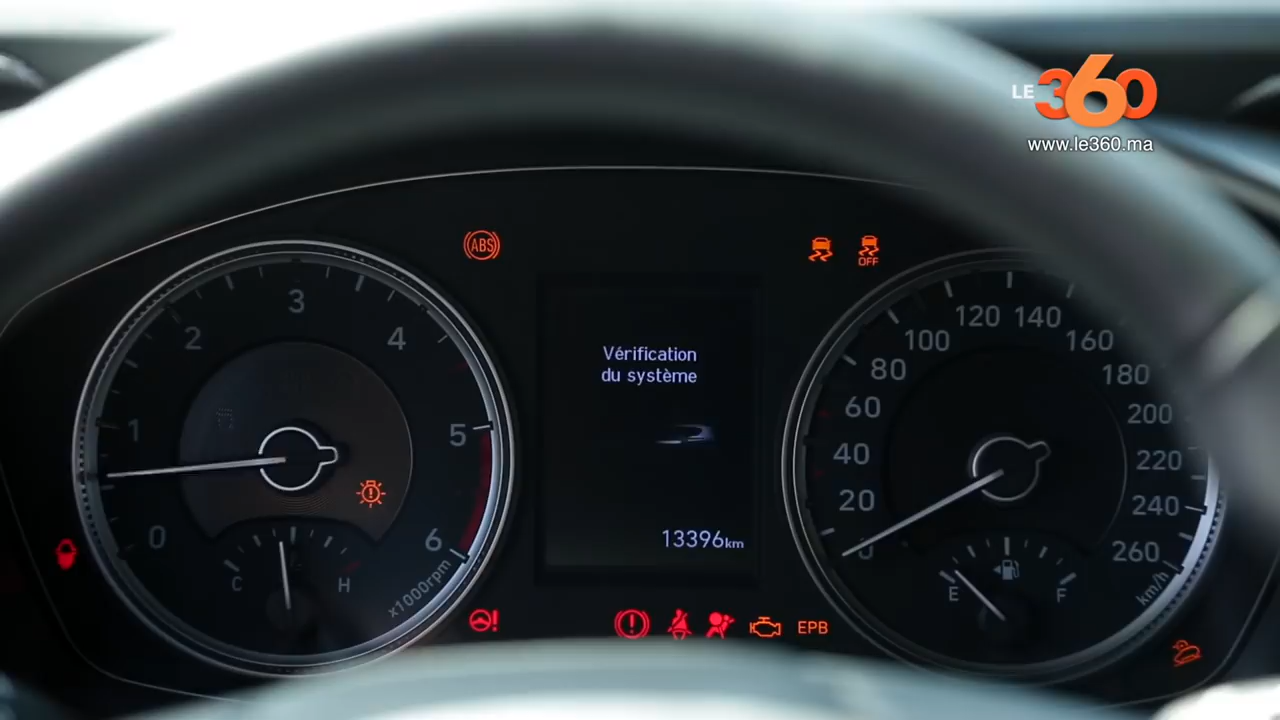 LE 360
www.le360.ma
ABS
OFF
0 1 2 3 4 5 6
x1000rpm
C H
Vérification
du système
13396km
0 20 40 60 80 100 120 140 160 180 200 220 240 260
km/h
E F
EPB